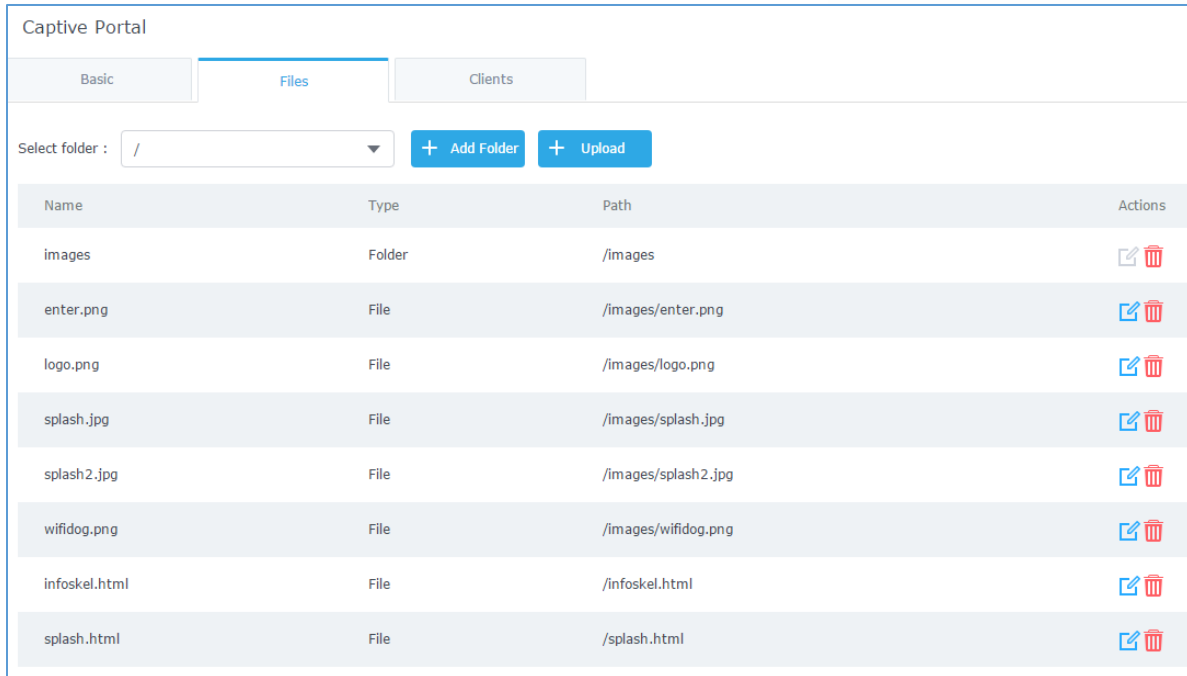 Captive Portal
Basic Files Clients
Select folder : / + Add Folder + Upload
Name Type Path Actions
images Folder /images
enter.png File /images/enter.png
logo.png File /images/logo.png
splash.jpg File /images/splash.jpg
splash2.jpg File /images/splash2.jpg
wifidog.png File /images/wifidog.png
infoskel.html File /infoskel.html
splash.html File /splash.html